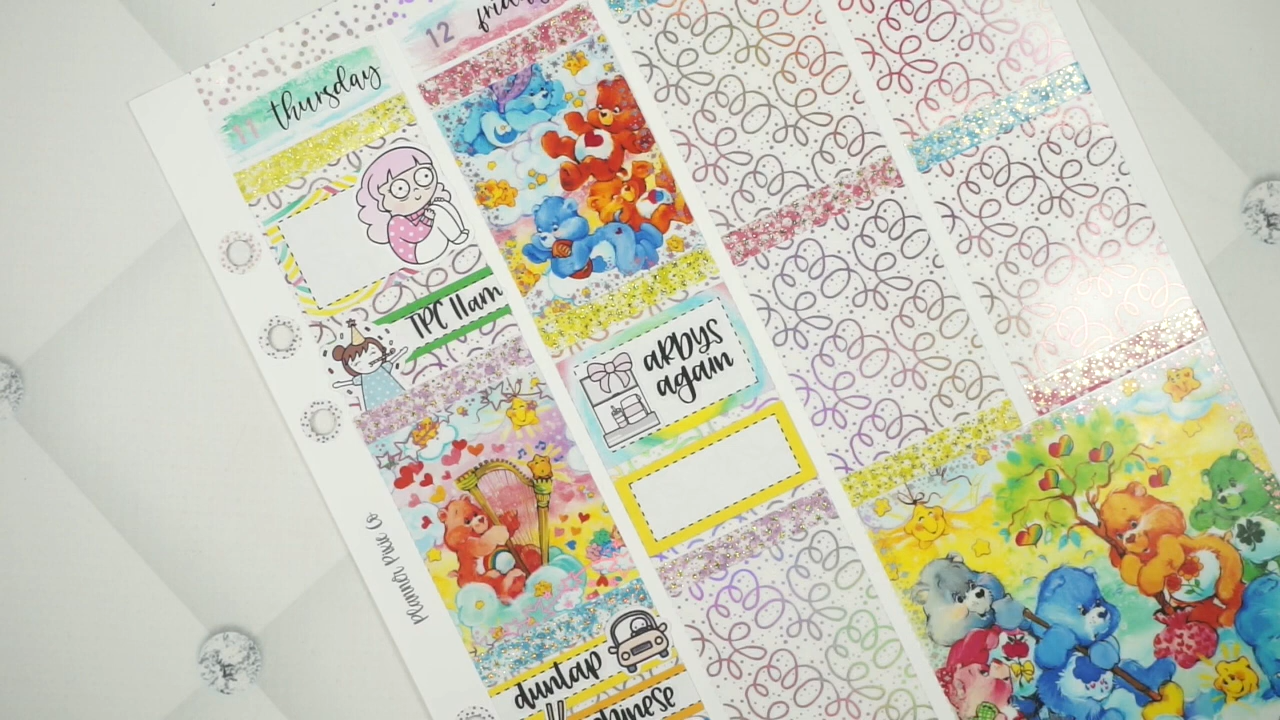 11 thursday
12 friday
TPC 11am
arbys
again
Planner Pixie Co
dunlap